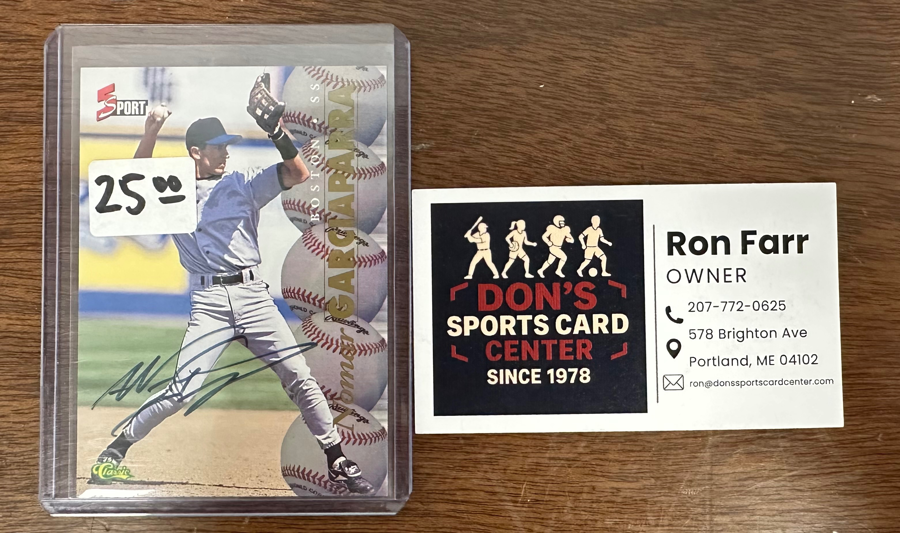 5 SPORT
25.00
BOSTON • SS
Nomar GARCIAPARRA
Classic
DON'S
SPORTS CARD
CENTER
SINCE 1978
Ron Farr
OWNER
207-772-0625
578 Brighton Ave
Portland, ME 04102
ron@donssportscardcenter.com